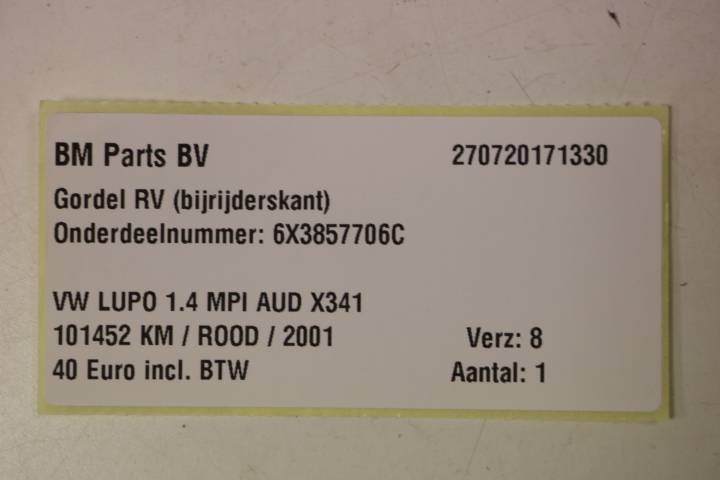 BM Parts BV 270720171330
Gordel RV (bijrijderskant)
Onderdeelnummer: 6X3857706C
VW LUPO 1.4 MPI AUD X341
101452 KM / ROOD / 2001 Verz: 8
40 Euro incl. BTW Aantal: 1